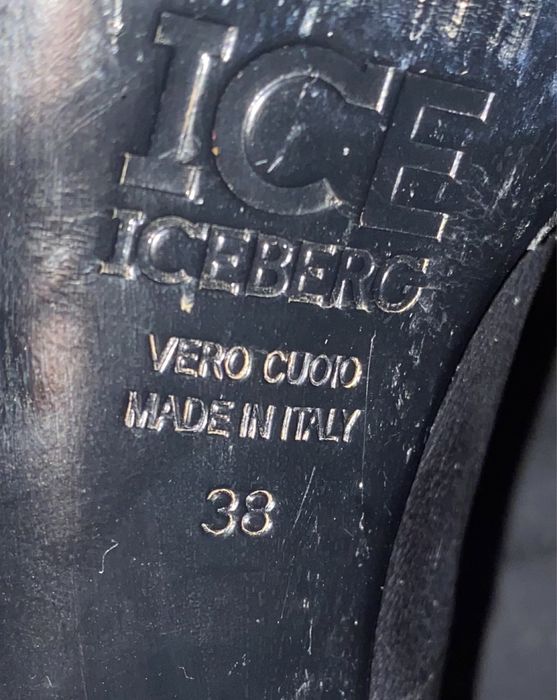 ICE
ICEBERG
VERO CUOIO
MADE IN ITALY
38